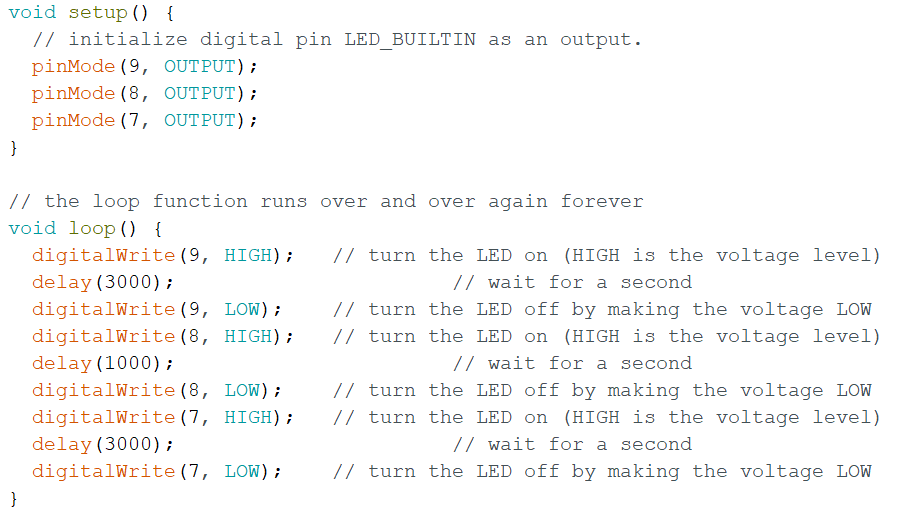 void setup() {
  // initialize digital pin LED_BUILTIN as an output.
  pinMode(9, OUTPUT);
  pinMode(8, OUTPUT);
  pinMode(7, OUTPUT);
}

// the loop function runs over and over again forever
void loop() {
  digitalWrite(9, HIGH);   // turn the LED on (HIGH is the voltage level)
  delay(3000);                       // wait for a second
  digitalWrite(9, LOW);    // turn the LED off by making the voltage LOW
  digitalWrite(8, HIGH);   // turn the LED on (HIGH is the voltage level)
  delay(1000);                       // wait for a second
  digitalWrite(8, LOW);    // turn the LED off by making the voltage LOW
  digitalWrite(7, HIGH);   // turn the LED on (HIGH is the voltage level)
  delay(3000);                       // wait for a second
  digitalWrite(7, LOW);    // turn the LED off by making the voltage LOW
}